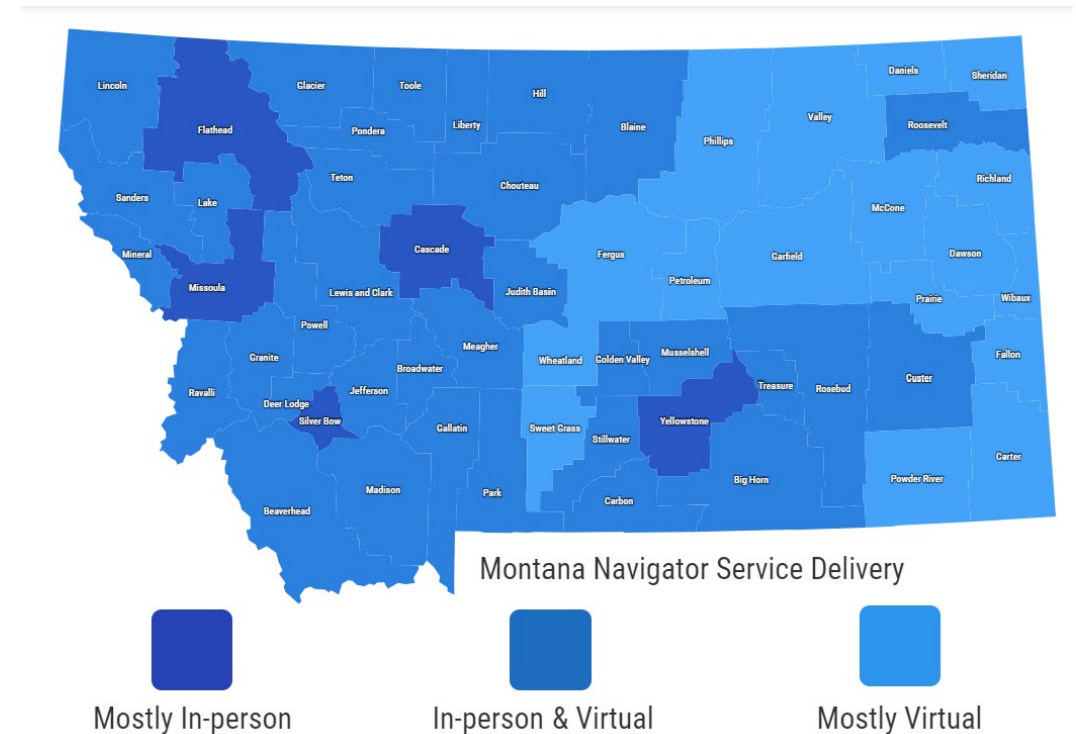 Lincoln
Flathead
Glacier
Toole
Hill
Liberty
Pondera
Blaine
Phillips
Valley
Daniels
Sheridan
Roosevelt
Richland
Sanders
Lake
Teton
Chouteau
McCone
Mineral
Missoula
Cascade
Fergus
Garfield
Dawson
Lewis and Clark
Judith Basin
Petroleum
Prairie
Wibaux
Powell
Granite
Meagher
Wheatland
Golden Valley
Musselshell
Fallon
Ravalli
Deer Lodge
Jefferson
Broadwater
Treasure
Rosebud
Custer
Silver Bow
Gallatin
Sweet Grass
Stillwater
Yellowstone
Carter
Beaverhead
Madison
Park
Carbon
Big Horn
Powder River
Montana Navigator Service Delivery
Mostly In-person
In-person & Virtual
Mostly Virtual